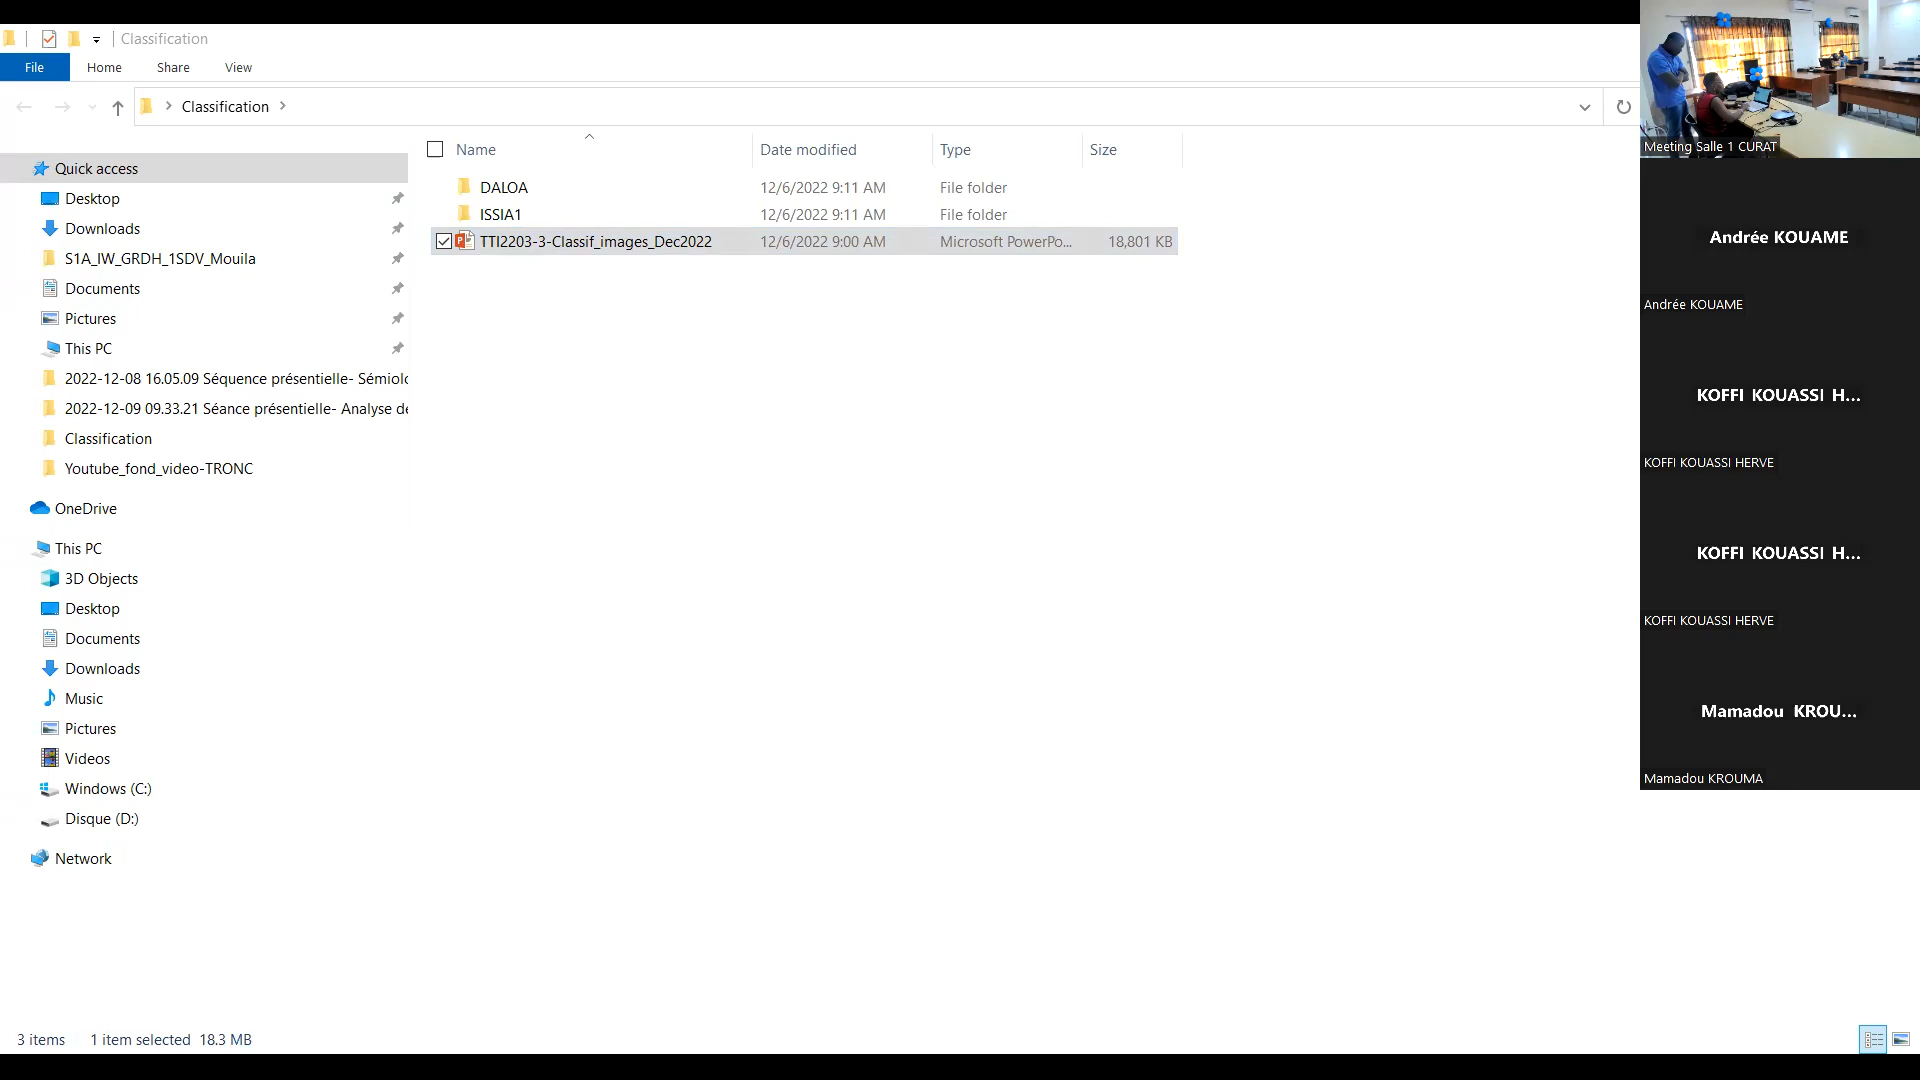 Classification
File
Home
Share
View
Classification
Name
Date modified
Type
Size
DALOA
12/6/2022 9:11 AM
File folder
ISSIA1
12/6/2022 9:11 AM
File folder
TTI2203-3-Classif_images_Dec2022
12/6/2022 9:00 AM
Microsoft PowerPo...
18,801 KB
Quick access
Desktop
Downloads
S1A_IW_GRDH_1SDV_Mouila
Documents
Pictures
This PC
2022-12-08 16.05.09 Séquence présentielle- Sémiolo
2022-12-09 09.33.21 Séance présentielle- Analyse de
Classification
Youtube_fond_video-TRONC
OneDrive
This PC
3D Objects
Desktop
Documents
Downloads
Music
Pictures
Videos
Windows (C:)
Disque (D:)
Network
3 items
1 item selected 18.3 MB
Meeting Salle 1 CURAT
Andrée KOUAME
Andrée KOUAME
KOFFI KOUASSI H...
KOFFI KOUASSI HERVE
KOFFI KOUASSI H...
KOFFI KOUASSI HERVE
Mamadou KROU...
Mamadou KROUMA